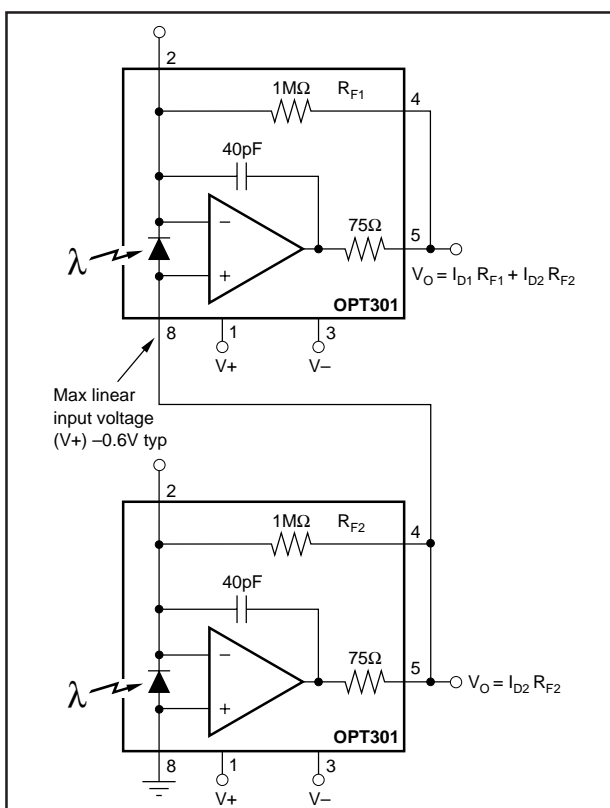 2
1MΩ R_F1
4
40pF
75Ω
5
λ
−
+
V_O = I_D1 R_F1 + I_D2 R_F2
OPT301
8
1
3
V+
V−
Max linear
input voltage
(V+) –0.6V typ
2
1MΩ R_F2
4
40pF
75Ω
5
λ
−
+
V_O = I_D2 R_F2
OPT301
8
1
3
V+
V−